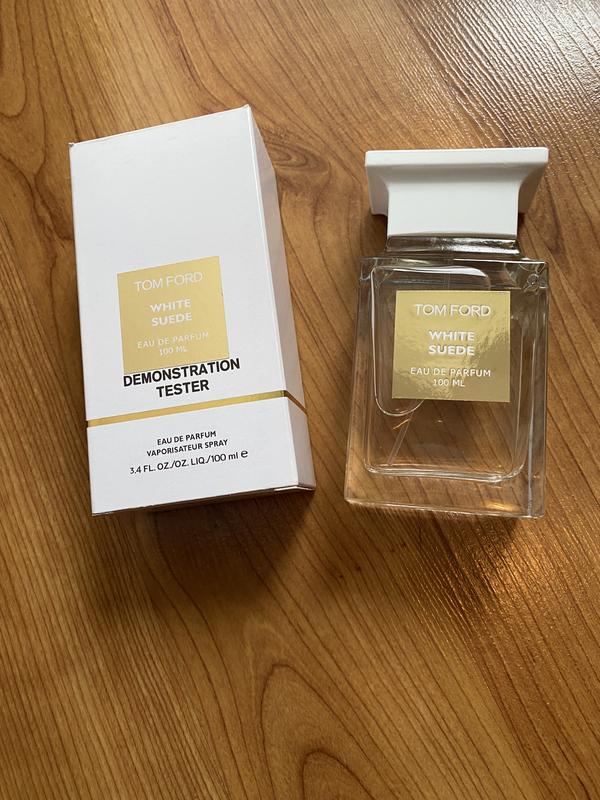 TOM FORD
WHITE
SUEDE
EAU DE PARFUM
100 ML
DEMONSTRATION
TESTER
EAU DE PARFUM
VAPORISATEUR SPRAY
3.4 FL. OZ./OZ. LIQ./100 ml e
TOM FORD
WHITE
SUEDE
EAU DE PARFUM
100 ML